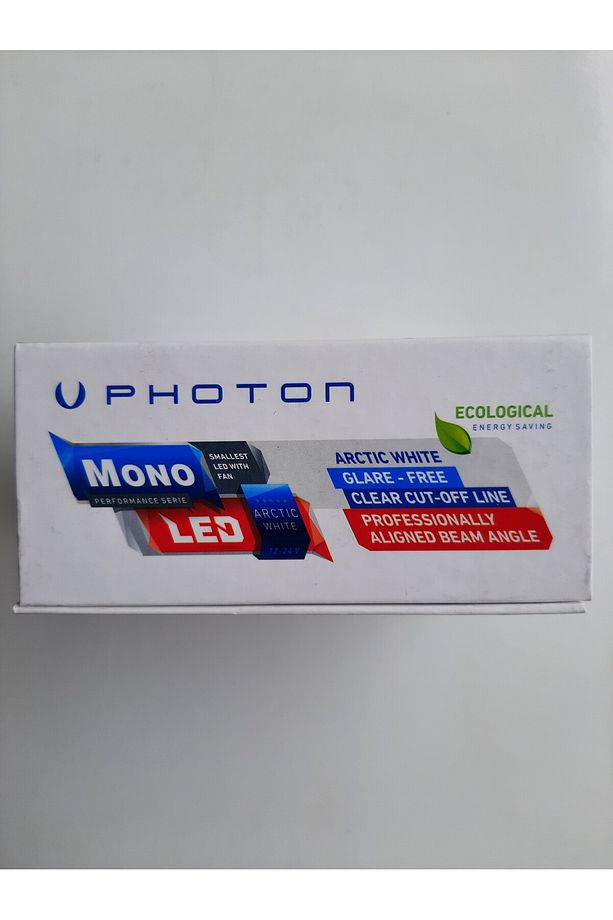 PHOTON
ECOLOGICAL
ENERGY SAVING
MONO
PERFORMANCE SERIE
SMALLEST
LED WITH
FAN
LED
ARCTIC
WHITE
12-24 V
ARCTIC WHITE
GLARE - FREE
CLEAR CUT-OFF LINE
PROFESSIONALLY
ALIGNED BEAM ANGLE